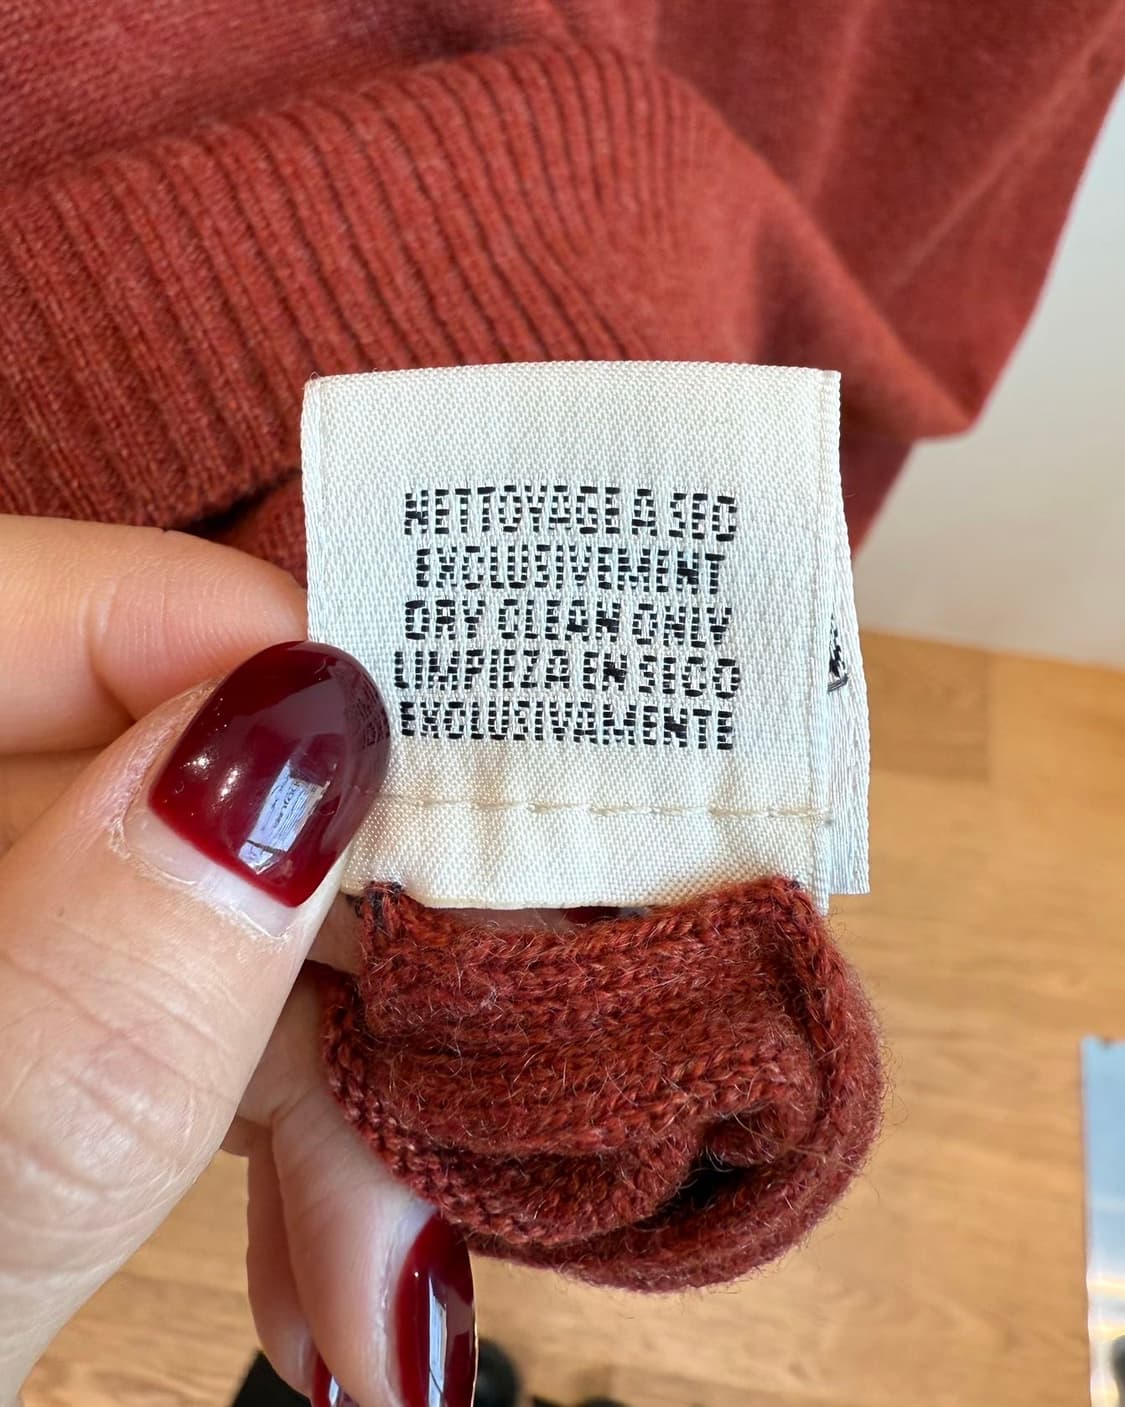 NETTOYAGE A SEC
EXCLUSIVEMENT
DRY CLEAN ONLY
LIMPIEZA EN SECO
EXCLUSIVAMENTE